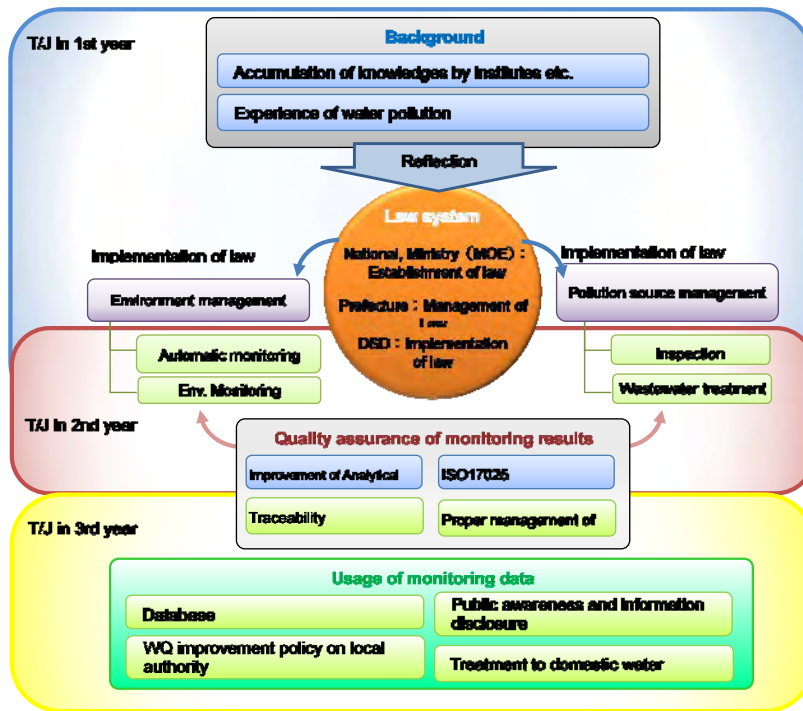 T/J in 1st year
Background
Accumulation of knowledges by institutes etc.
Experience of water pollution
Reflection
Law system
National, Ministry（MOE）：
Establishment of law
Prefecture：Management of
Law
DSD：Implementation
of law
Implementation of law
Environment management
Implementation of law
Pollution source management
Automatic monitoring
Env. Monitoring
Inspection
Wastewater treatment
T/J in 2nd year
Quality assurance of monitoring results
Improvement of Analytical
ISO17025
Traceability
Proper management of
T/J in 3rd year
Usage of monitoring data
Database
Public awareness and information
disclosure
WQ improvement policy on local
authority
Treatment to domestic water